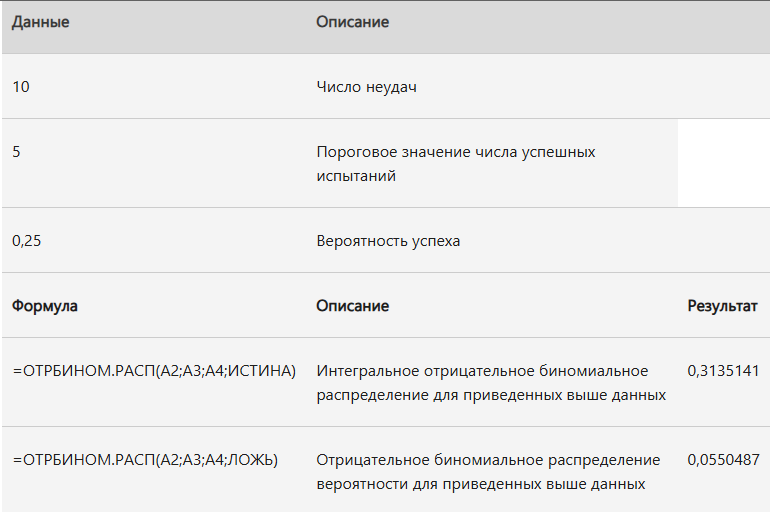 Данные Описание
10 Число неудач
5 Пороговое значение числа успешных
испытаний
0,25 Вероятность успеха
Формула Описание Результат
=ОТРБИНОМ.РАСП(A2;A3;A4;ИСТИНА) Интегральное отрицательное биномиальное 0,3135141
распределение для приведенных выше данных
=ОТРБИНОМ.РАСП(A2;A3;A4;ЛОЖЬ) Отрицательное биномиальное распределение 0,0550487
вероятности для приведенных выше данных